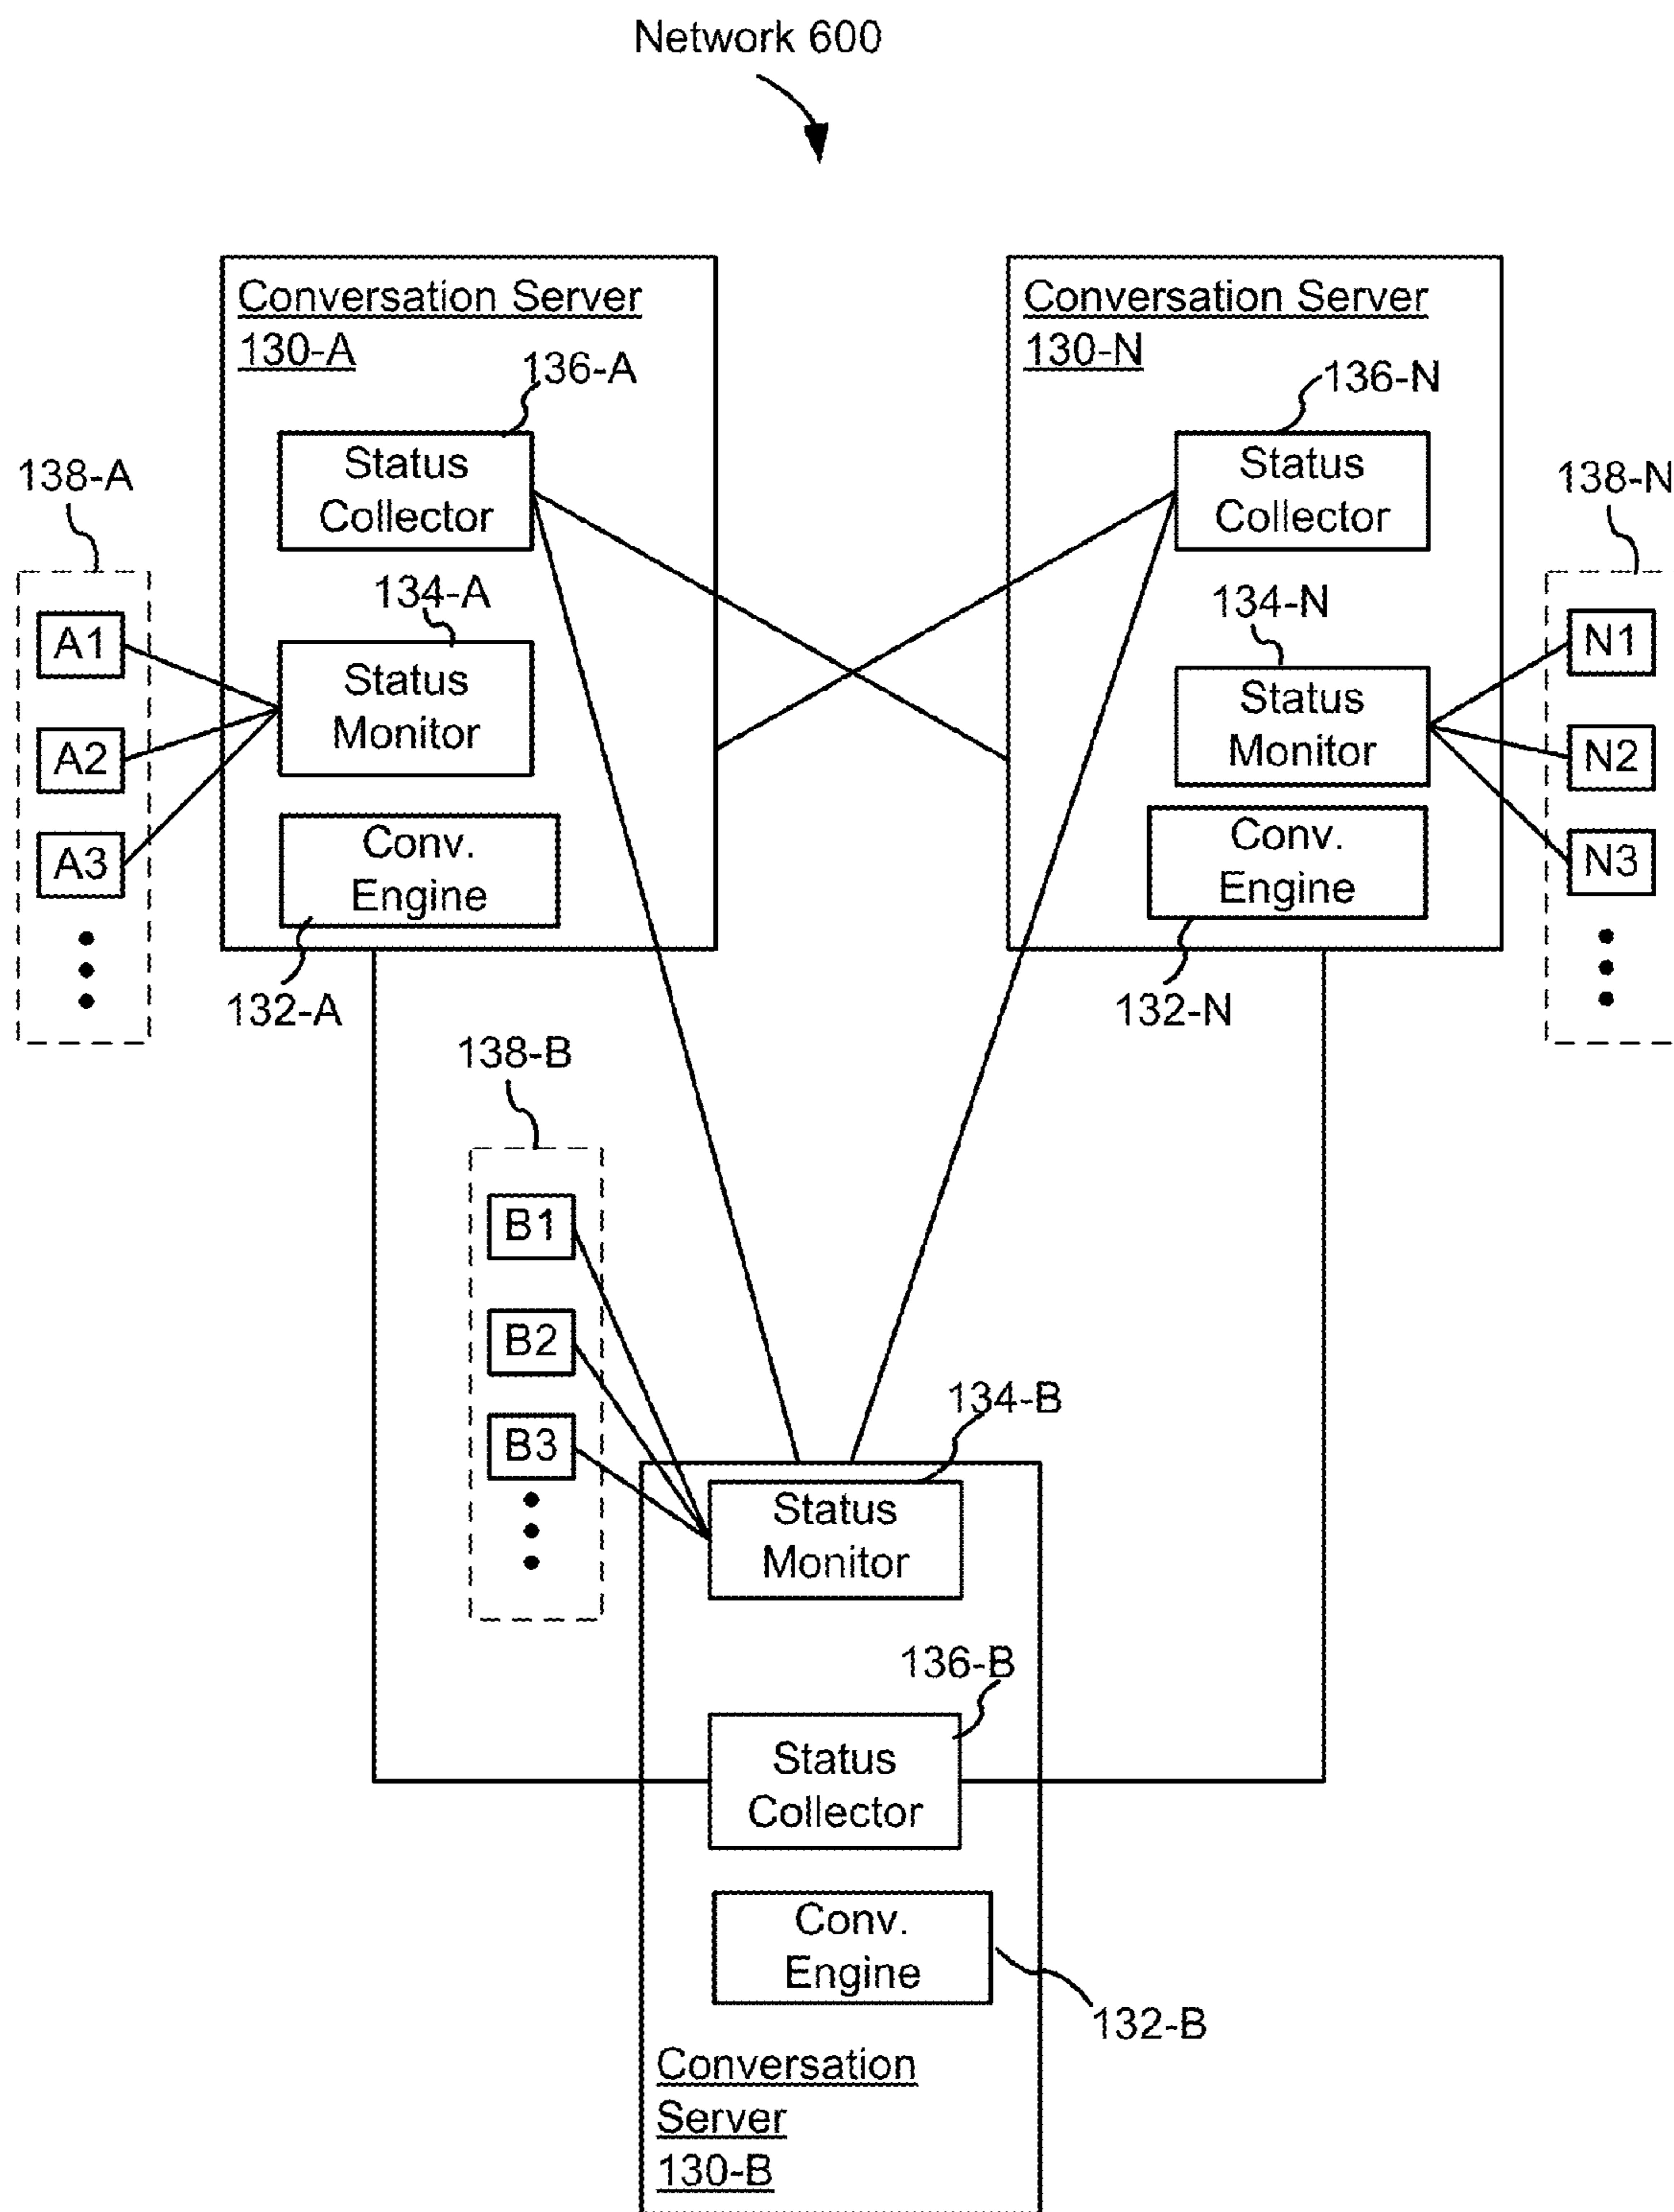 Network 600
Conversation Server
130-A
136-A
Status
Collector
134-A
Status
Monitor
Conv.
Engine
132-A
138-A
A1
A2
A3
Conversation Server
130-N
136-N
Status
Collector
134-N
Status
Monitor
Conv.
Engine
132-N
138-N
N1
N2
N3
138-B
B1
B2
B3
134-B
Status
Monitor
136-B
Status
Collector
Conv.
Engine
132-B
Conversation
Server
130-B